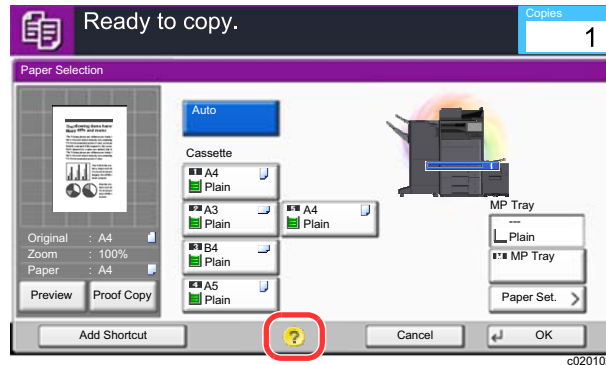 Ready to copy.
Copies
1
Paper Selection
Auto
Cassette
1 A4
Plain
2 A3
Plain
5 A4
Plain
3 B4
Plain
4 A5
Plain
1
MP Tray
---
Plain
MP Tray
Paper Set.
Original : A4
Zoom : 100%
Paper : A4
Preview
Proof Copy
Add Shortcut
?
Cancel
OK
c02010